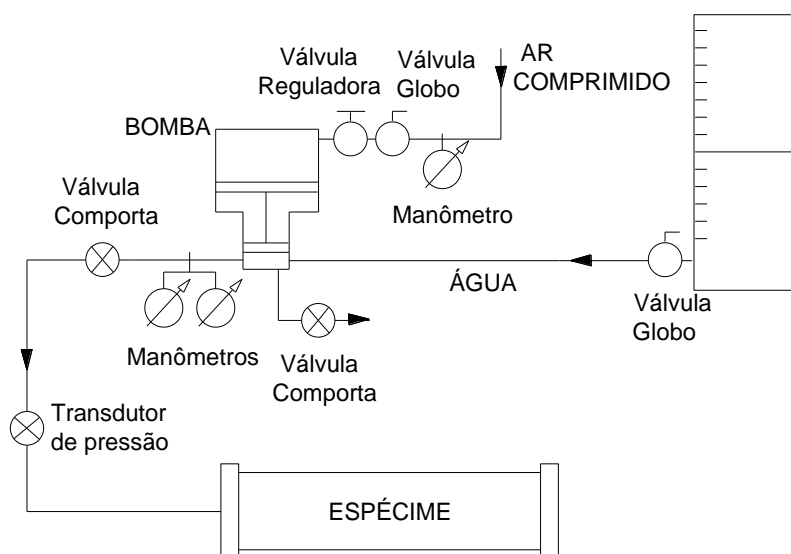 Válvula
Reguladora
Válvula
Globo
AR
COMPRIMIDO
BOMBA
Manômetro
Válvula
Comporta
ÁGUA
Válvula
Globo
Manômetros
Válvula
Comporta
Transdutor
de pressão
ESPÉCIME